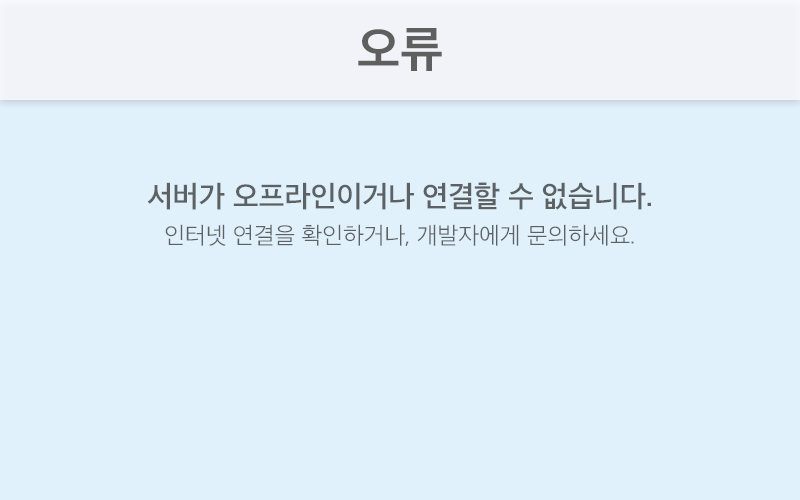 오류
서버가 오프라인이거나 연결할 수 없습니다.
인터넷 연결을 확인하거나, 개발자에게 문의하세요.